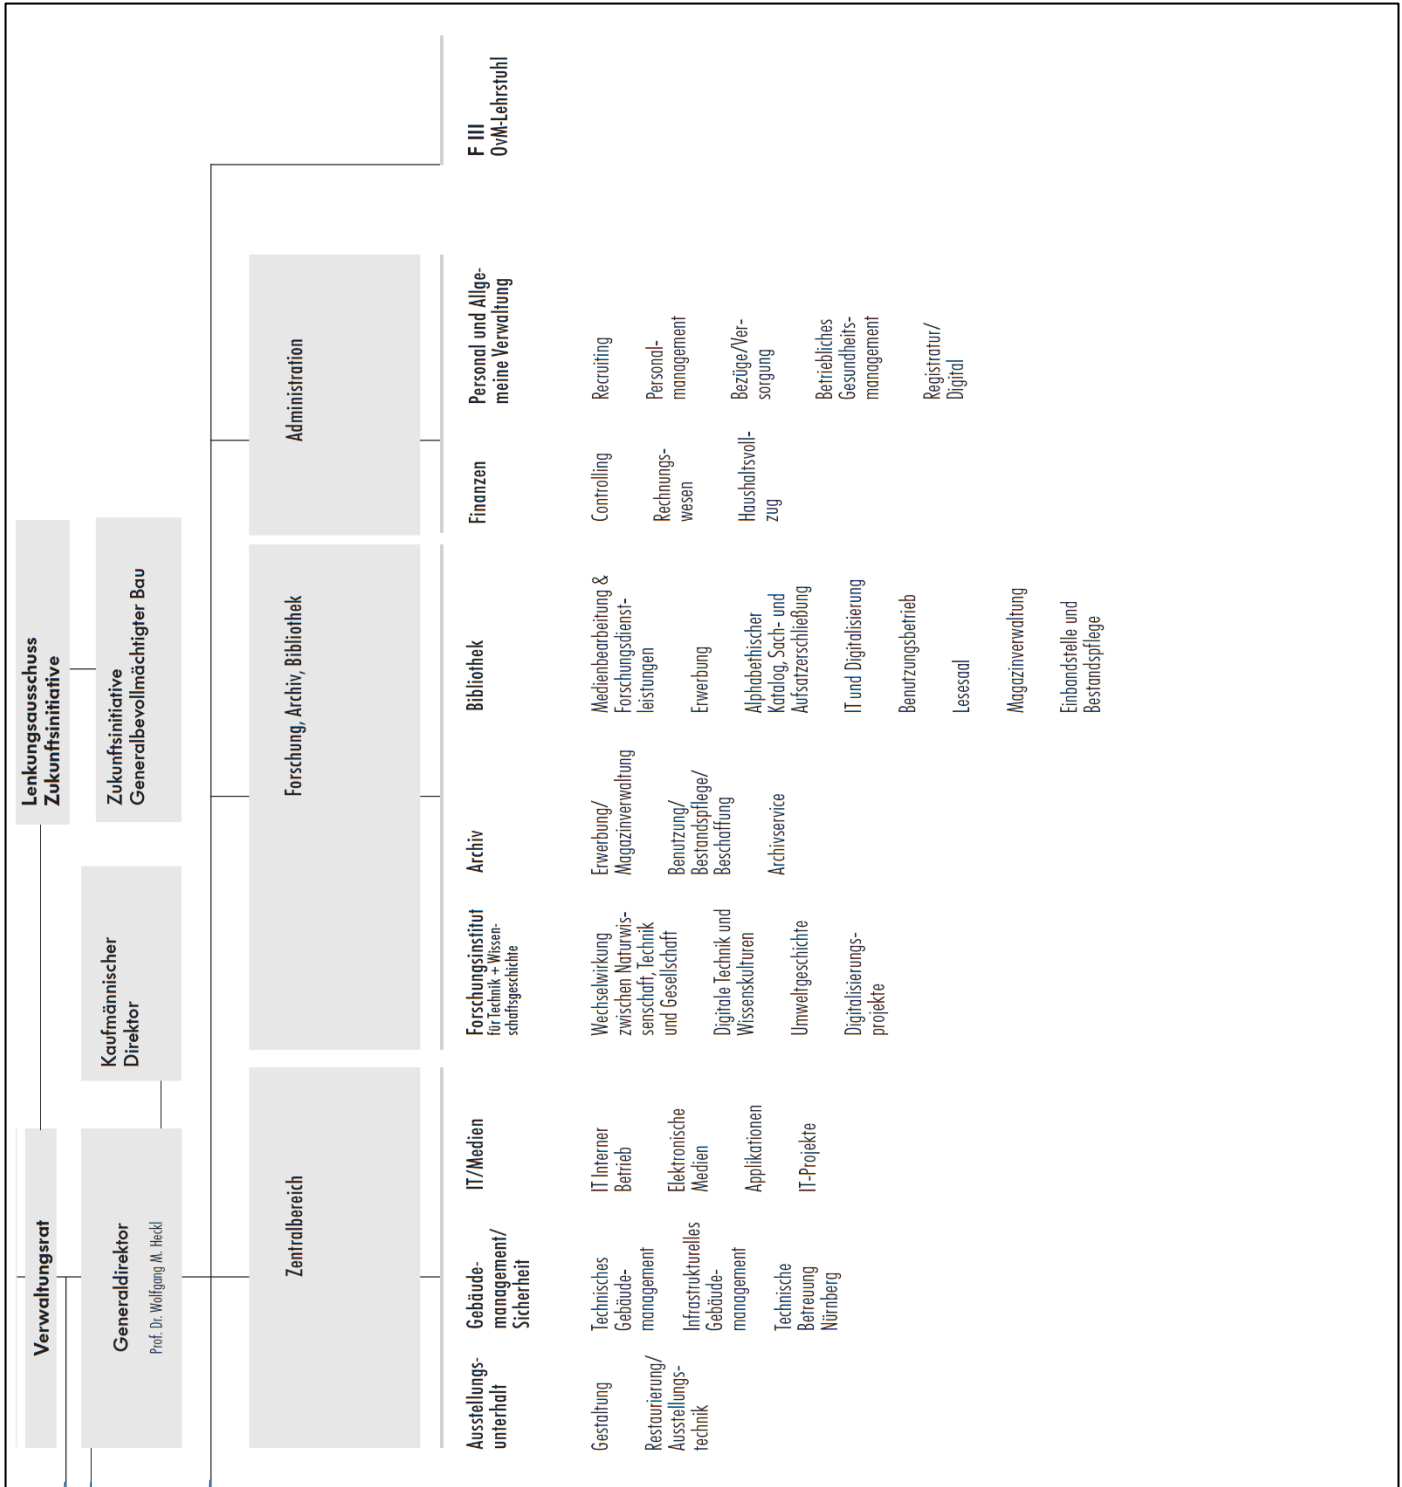 Verwaltungsrat
Lenkungsausschuss
Zukunftsinitiative
Generaldirektor
Prof. Dr. Wolfgang M. Heckl
Kaufmännischer
Direktor
Zukunftsinitiative
Generalbevollmächtigter Bau
Zentralbereich
Forschung, Archiv, Bibliothek
Administration
Ausstellungs-
unterhalt
Gestaltung
Restaurierung/
Ausstellungs-
technik
Gebäude-
management/
Sicherheit
Technisches
Gebäude-
management
Infrastrukturelles
Gebäude-
management
Technische
Betreuung
Nürnberg
IT/Medien
IT Interner
Betrieb
Elektronische
Medien
Applikationen
IT-Projekte
Forschungsinstitut
für Technik + Wissen-
schaftsgeschichte
Wechselwirkung
zwischen Naturwis-
senschaft, Technik
und Gesellschaft
Digitale Technik und
Wissenskulturen
Umweltgeschichte
Digitalisierungs-
projekte
Archiv
Erwerbung/
Magazinverwaltung
Benutzung/
Bestandspflege/
Beschaffung
Archivservice
Bibliothek
Medienbearbeitung &
Forschungsdienst-
leistungen
Erwerbung
Alphabethischer
Katalog, Sach- und
Aufsatzerschließung
IT und Digitalisierung
Benutzungsbetrieb
Lesesaal
Magazinverwaltung
Einbandstelle und
Bestandspflege
Finanzen
Controlling
Rechnungs-
wesen
Haushaltsvoll-
zug
Personal und Allge-
meine Verwaltung
Recruiting
Personal-
management
Bezüge/Ver-
sorgung
Betriebliches
Gesundheits-
management
Registratur/
Digital
F III
OvM-Lehrstuhl